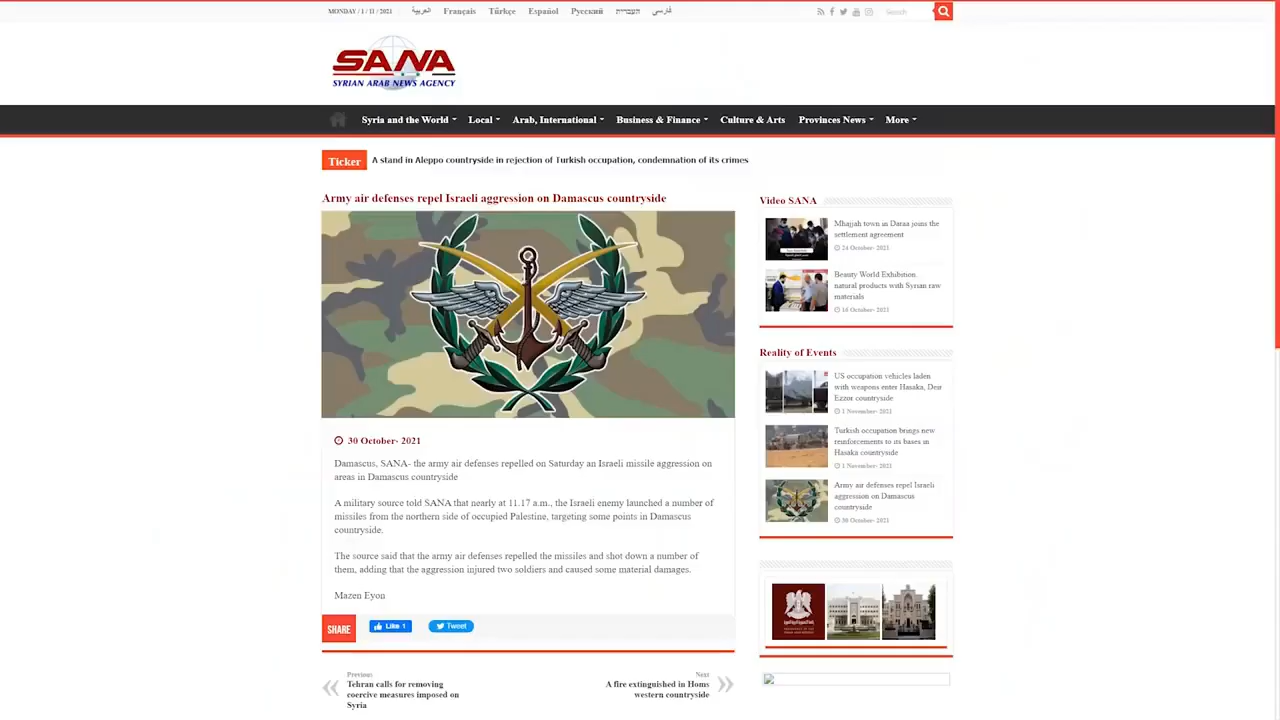 MONDAY / 1 / 11 / 2021
العربية Français Türkçe Español Русский העברית فارسی
Search
SANA
SYRIAN ARAB NEWS AGENCY
Syria and the World Local Arab, International Business & Finance Culture & Arts Provinces News More
Ticker A stand in Aleppo countryside in rejection of Turkish occupation, condemnation of its crimes
Army air defenses repel Israeli aggression on Damascus countryside
30 October- 2021
Damascus, SANA- the army air defenses repelled on Saturday an Israeli missile aggression on
areas in Damascus countryside
A military source told SANA that nearly at 11.17 a.m., the Israeli enemy launched a number of
missiles from the northern side of occupied Palestine, targeting some points in Damascus
countryside.
The source said that the army air defenses repelled the missiles and shot down a number of
them, adding that the aggression injured two soldiers and caused some material damages.
Mazen Eyon
SHARE Like 1 Tweet
Previous
Tehran calls for removing
coercive measures imposed on
Syria
Next
A fire extinguished in Homs
western countryside
Video SANA
Mhajjah town in Daraa joins the
settlement agreement
24 October- 2021
Beauty World Exhibition..
natural products with Syrian raw
materials
16 October- 2021
Reality of Events
US occupation vehicles laden
with weapons enter Hasaka, Deir
Ezzor countryside
1 November- 2021
Turkish occupation brings new
reinforcements to its bases in
Hasaka countryside
1 November- 2021
Army air defenses repel Israeli
aggression on Damascus
countryside
30 October- 2021